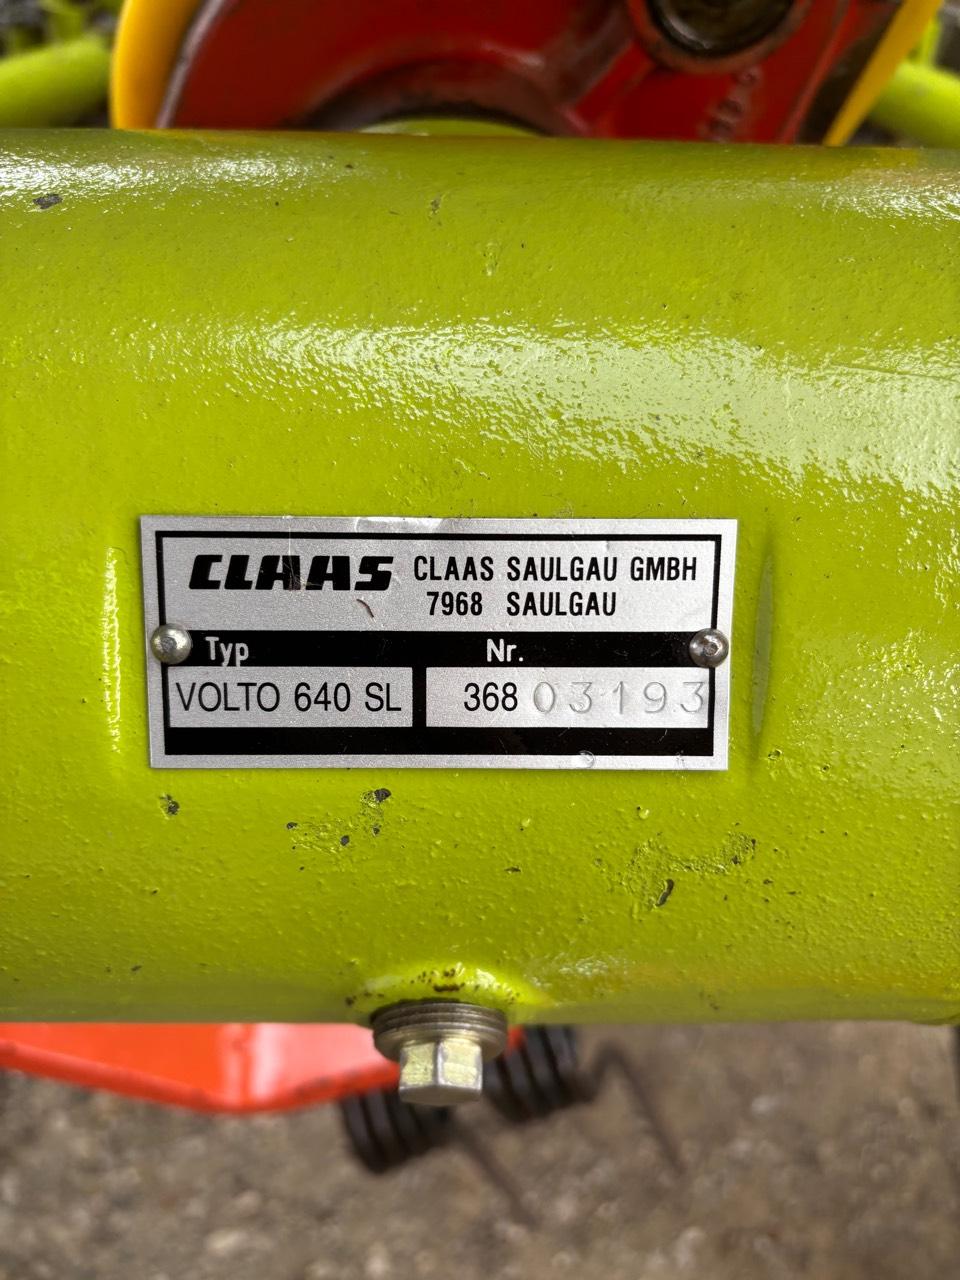 CLAAS CLAAS SAULGAU GMBH
7968 SAULGAU
Typ Nr.
VOLTO 640 SL 368 03193